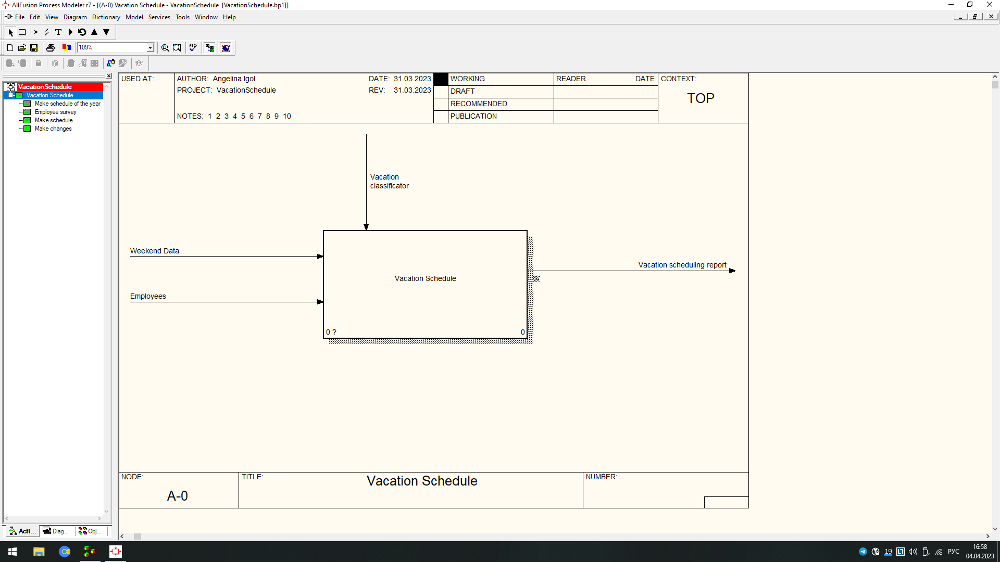 AllFusion Process Modeler r7 - [(A-0) Vacation Schedule - VacationSchedule [VacationSchedule.bp1]]
File Edit View Diagram Dictionary Model Services Tools Window Help
109%
ABC
VacationSchedule
Vacation Schedule
Make schedule of the year
Employee survey
Make schedule
Make changes
Acti...
Diag...
Obj...
USED AT:
AUTHOR: Angelina Igol
DATE: 31.03.2023
PROJECT: VacationSchedule
REV: 31.03.2023
NOTES: 1 2 3 4 5 6 7 8 9 10
WORKING
DRAFT
RECOMMENDED
PUBLICATION
READER DATE
CONTEXT:
TOP
Vacation
classificator
Weekend Data
Employees
Vacation Schedule
0 ?
0
Vacation scheduling report
NODE:
A-0
TITLE:
Vacation Schedule
NUMBER:
19
РУС
16:58
04.04.2023